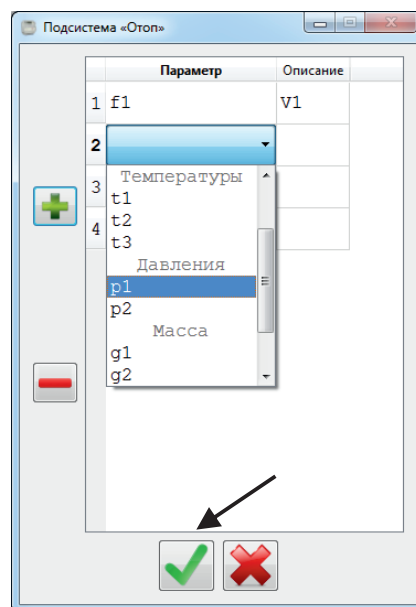 Подсистема «Отоп»
Параметр Описание
1 f1 V1
2
Температуры
3 t1
t2
4 t3
Давления
p1
p2
Масса
g1
g2